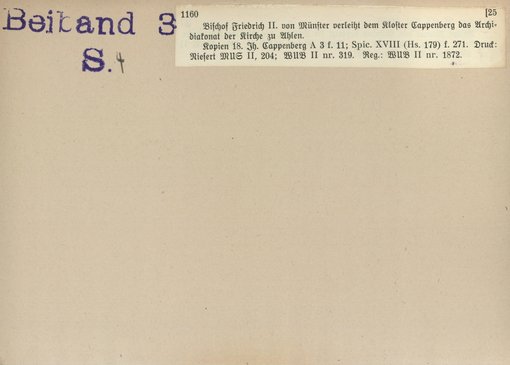 Beiband 3
S. 4
1160 [25
Bischof Friedrich II. von Münster verleiht dem Kloster Cappenberg das Archi-
diakonat der Kirche zu Ahlen.
Kopien 18. Jh. Cappenberg A 3 f. 11; Spic. XVIII (Hs. 179) f. 271. Druck:
Niesert MUS II, 204; WUB II nr. 319. Reg.: WUB II nr. 1872.